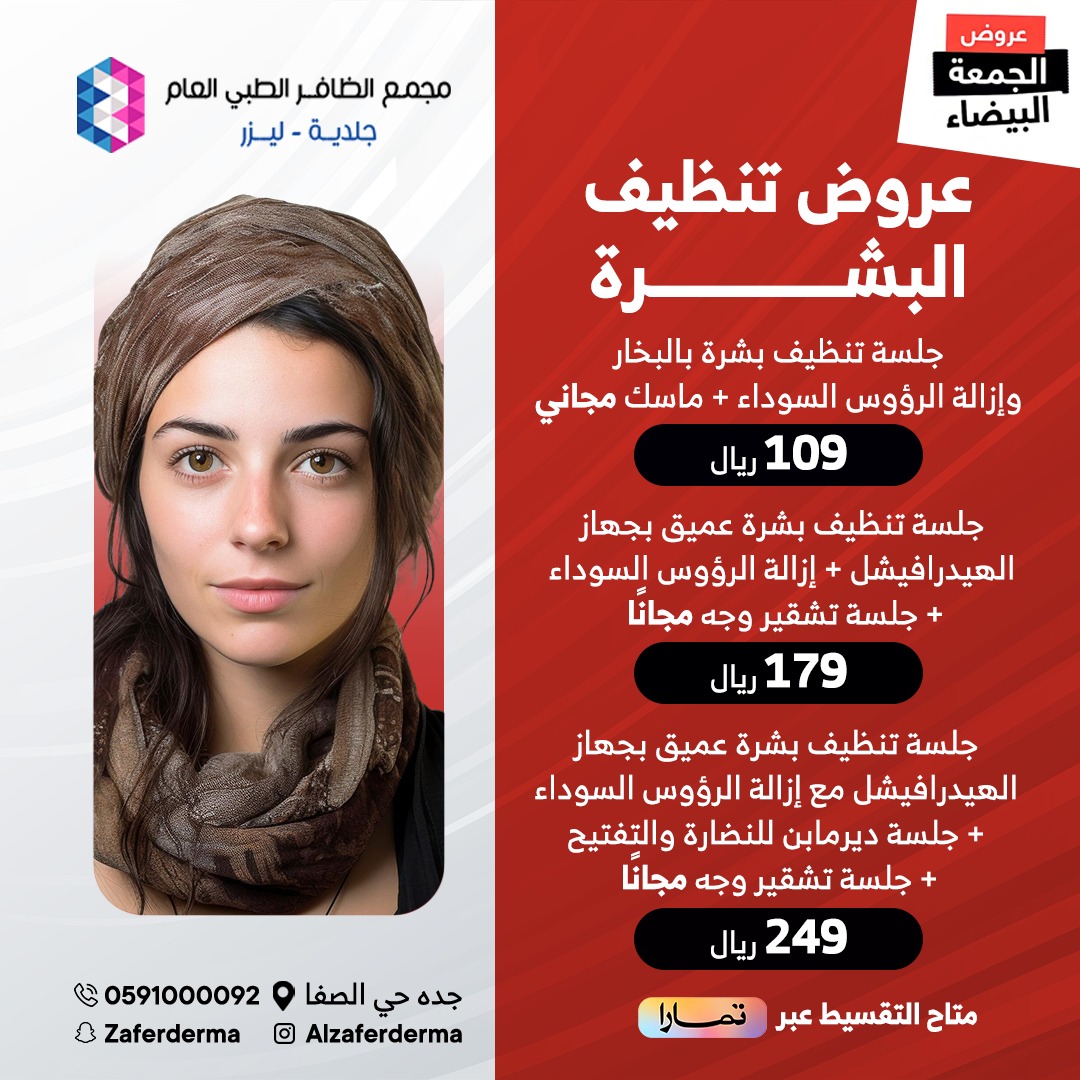 عروض
الجمعة
البيضاء
مجمع الظافر الطبي العام
جلدية - ليزر
عروض تنظيف
البشرة
جلسة تنظيف بشرة بالبخار
وإزالة الرؤوس السوداء + ماسك مجاني
109 ريال
جلسة تنظيف بشرة عميق بجهاز
الهيدرافيشل + إزالة الرؤوس السوداء
+ جلسة تشقير وجه مجانًا
179 ريال
جلسة تنظيف بشرة عميق بجهاز
الهيدرافيشل مع إزالة الرؤوس السوداء
+ جلسة ديرمابن للنضارة والتفتيح
+ جلسة تشقير وجه مجانًا
249 ريال
متاح التقسيط عبر تمارا
جده حي الصفا 0591000092
Zaferderma Alzaferderma